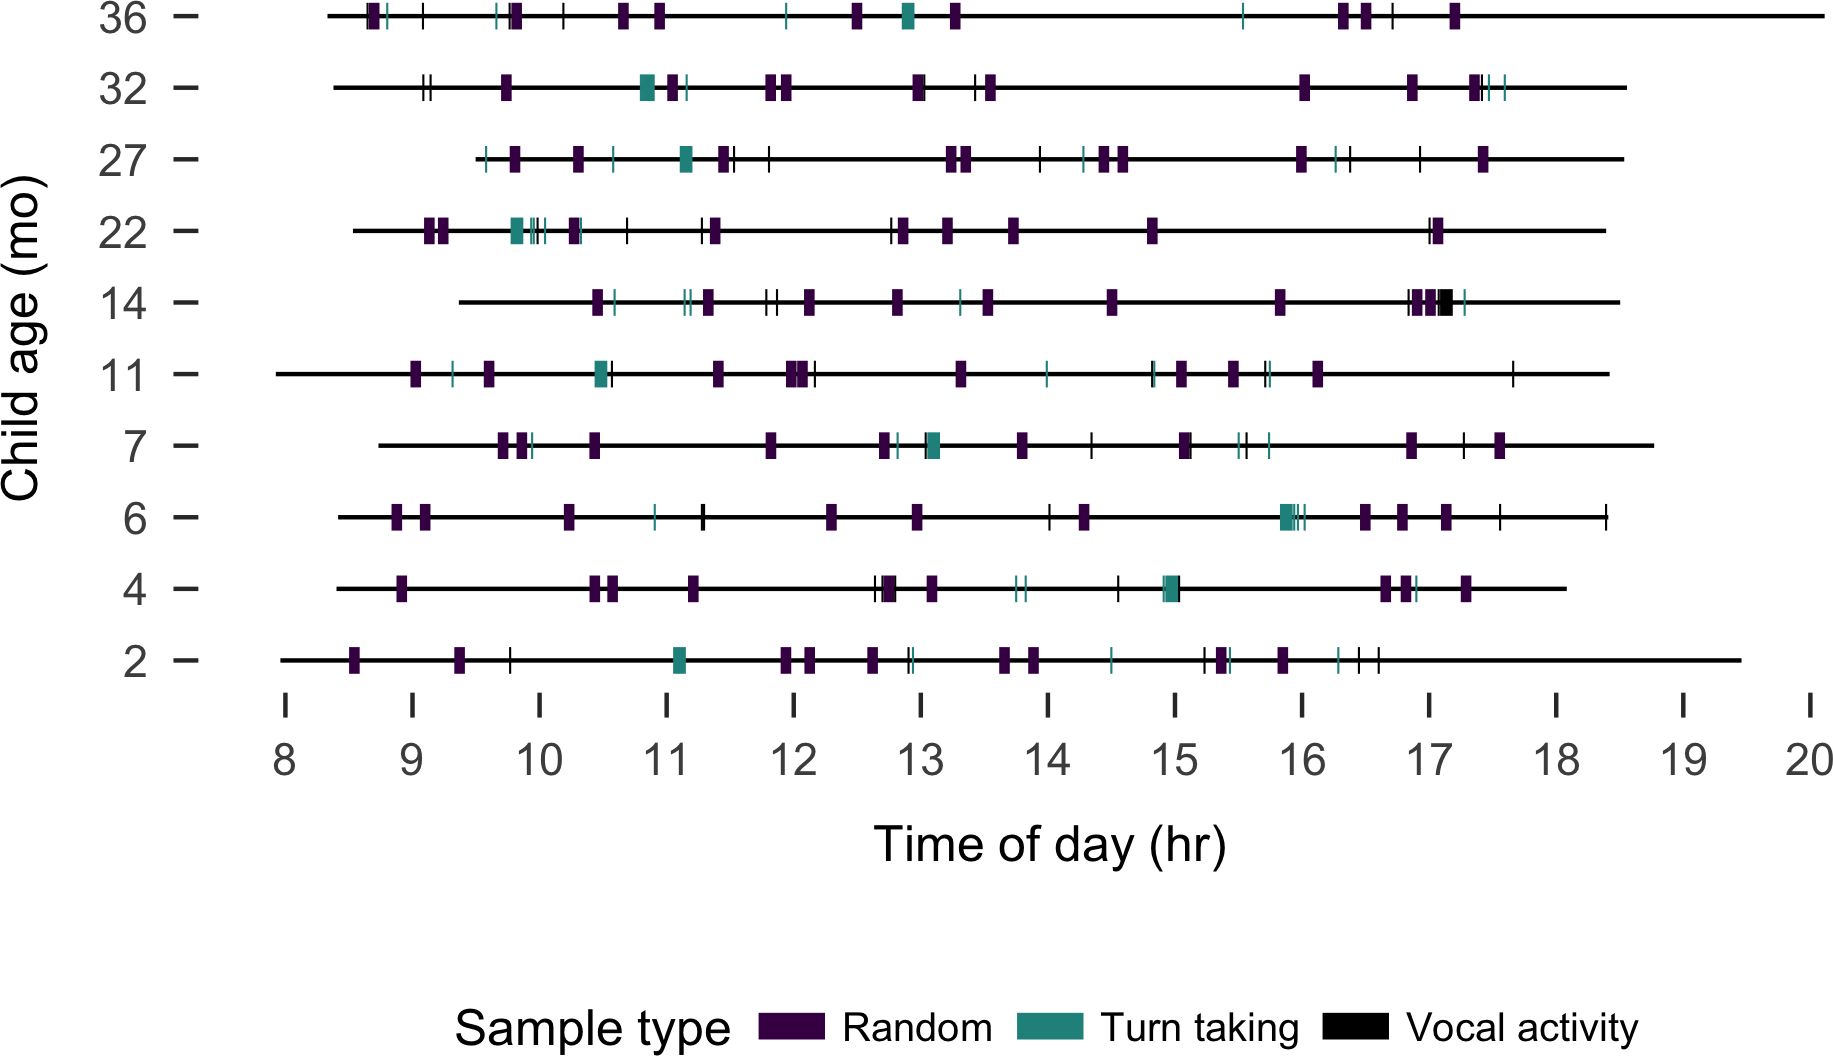 Child age (mo)
36
32
27
22
14
11
7
6
4
2
8 9 10 11 12 13 14 15 16 17 18 19 20
Time of day (hr)
Sample type Random Turn taking Vocal activity